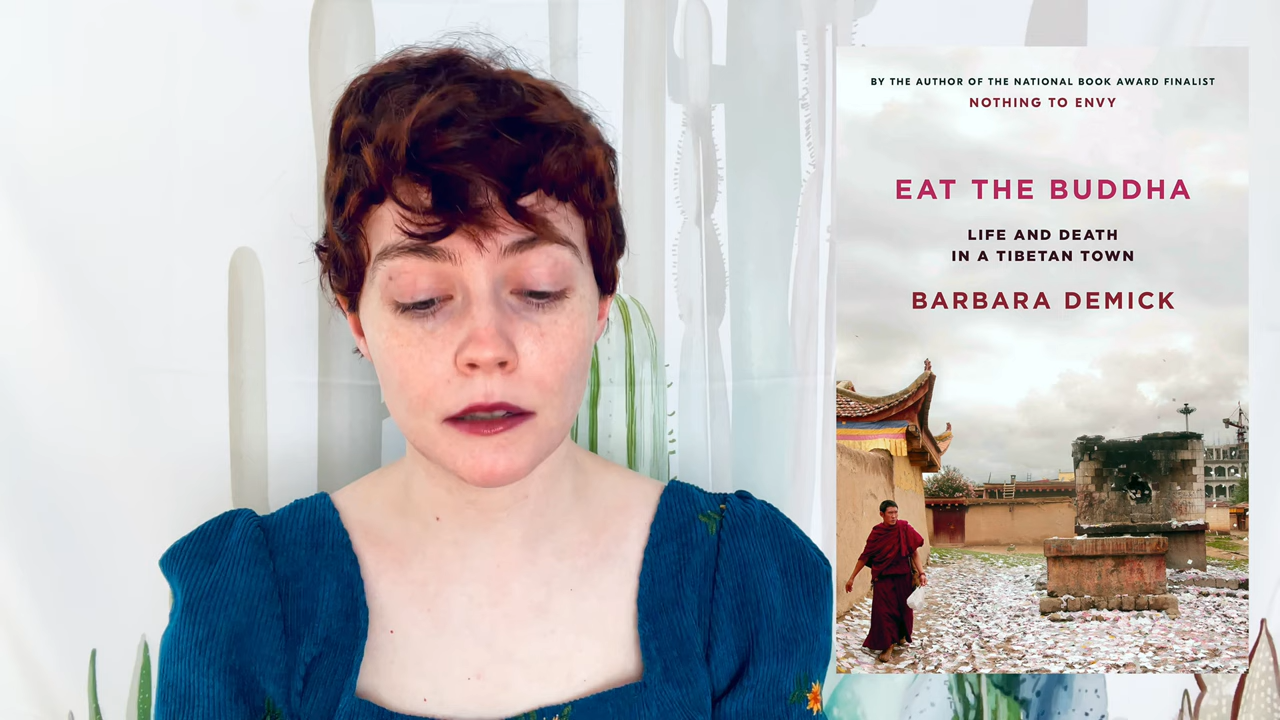 BY THE AUTHOR OF THE NATIONAL BOOK AWARD FINALIST
NOTHING TO ENVY
EAT THE BUDDHA
LIFE AND DEATH
IN A TIBETAN TOWN
BARBARA DEMICK